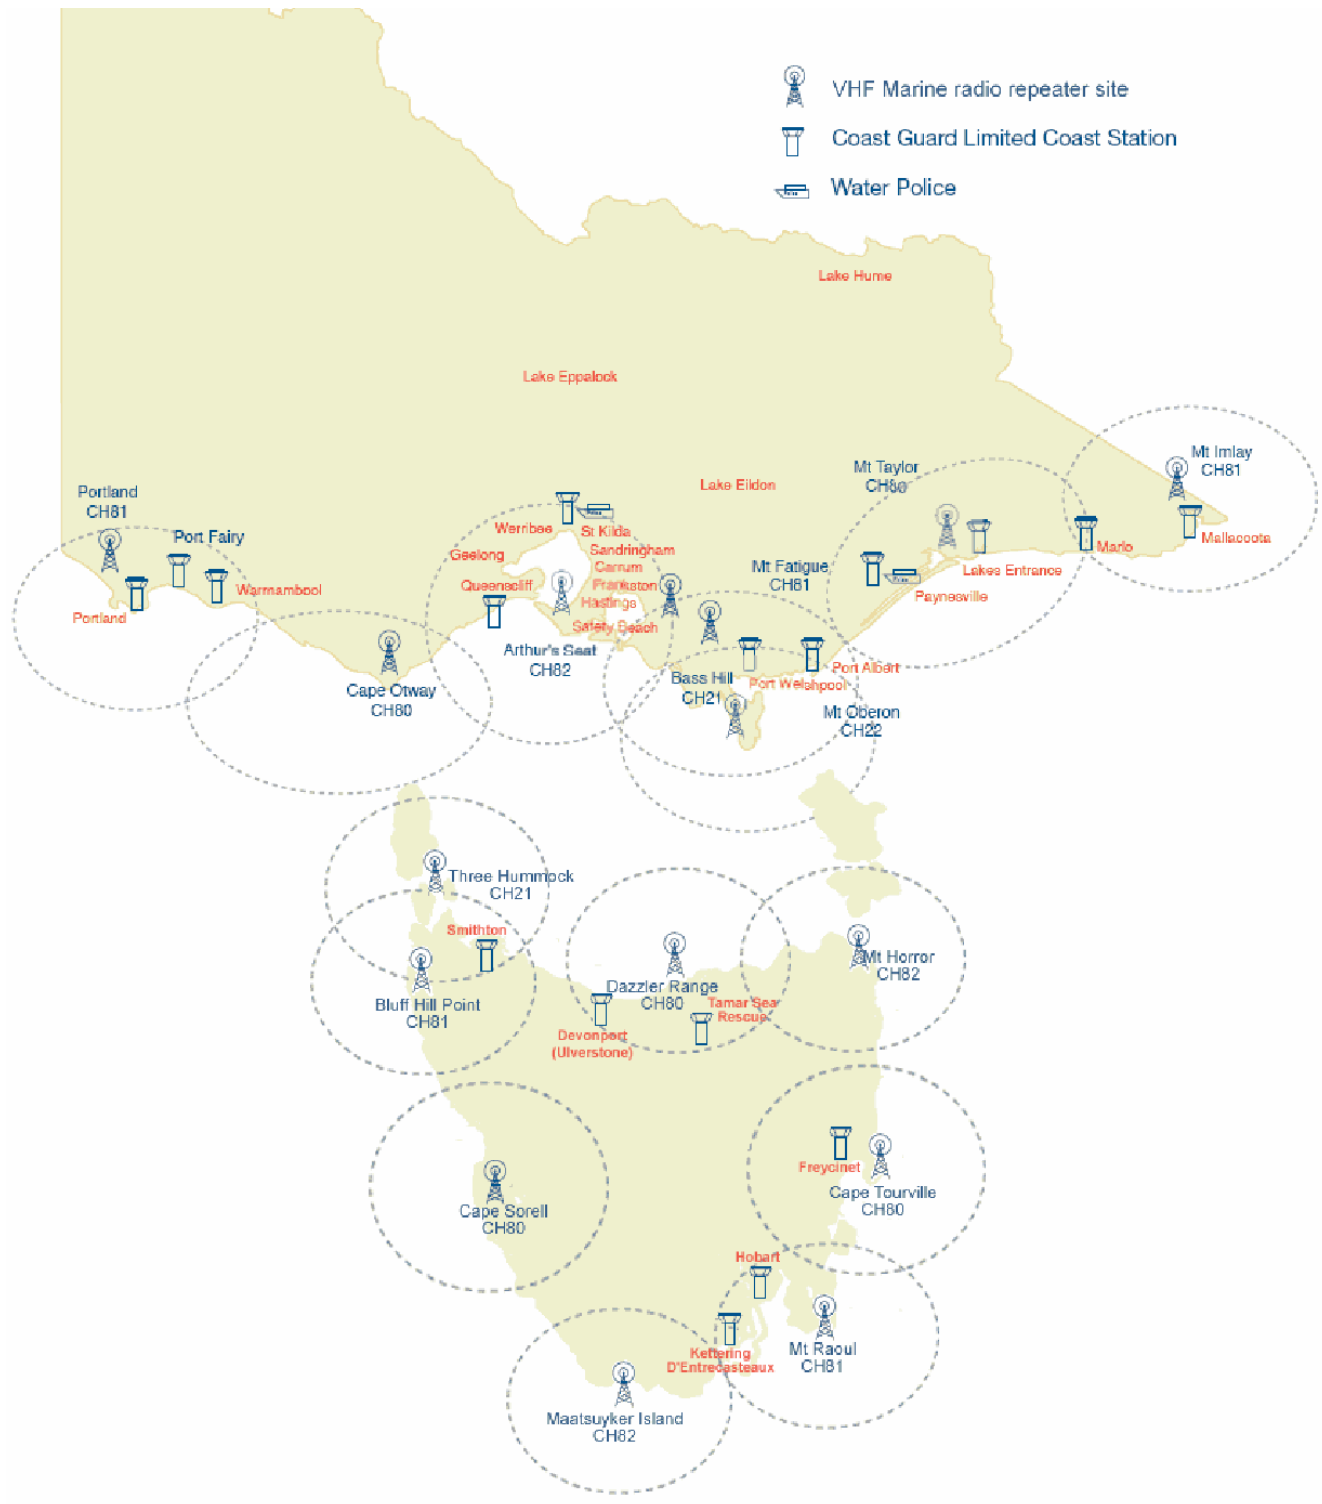 VHF Marine radio repeater site
Coast Guard Limited Coast Station
Water Police
Lake Hume
Lake Eppalock
Mt Imlay
CH81
Mt Taylor
CH80
Lake Eildon
Portland
CH81
Port Fairy
Werribee
St Kilda
Mallacoota
Marlo
Geelong
Sandringham
Carrum
Mt Fatigue
CH81
Lakes Entrance
Queenscliff
Frankston
Warrnambool
Hastings
Paynesville
Portland
Safety Beach
Arthur's Seat
CH82
Port Albert
Bass Hill
CH21
Port Welshpool
Cape Otway
CH80
Mt Oberon
CH22
Three Hummock
CH21
Smithton
Mt Horror
CH82
Dazzler Range
CH80
Bluff Hill Point
CH81
Tamar Sea
Rescue
Devonport
(Ulverstone)
Freycinet
Cape Tourville
CH80
Cape Sorell
CH80
Hobart
Kettering
D'Entrecasteaux
Mt Raoul
CH81
Maatsuyker Island
CH82